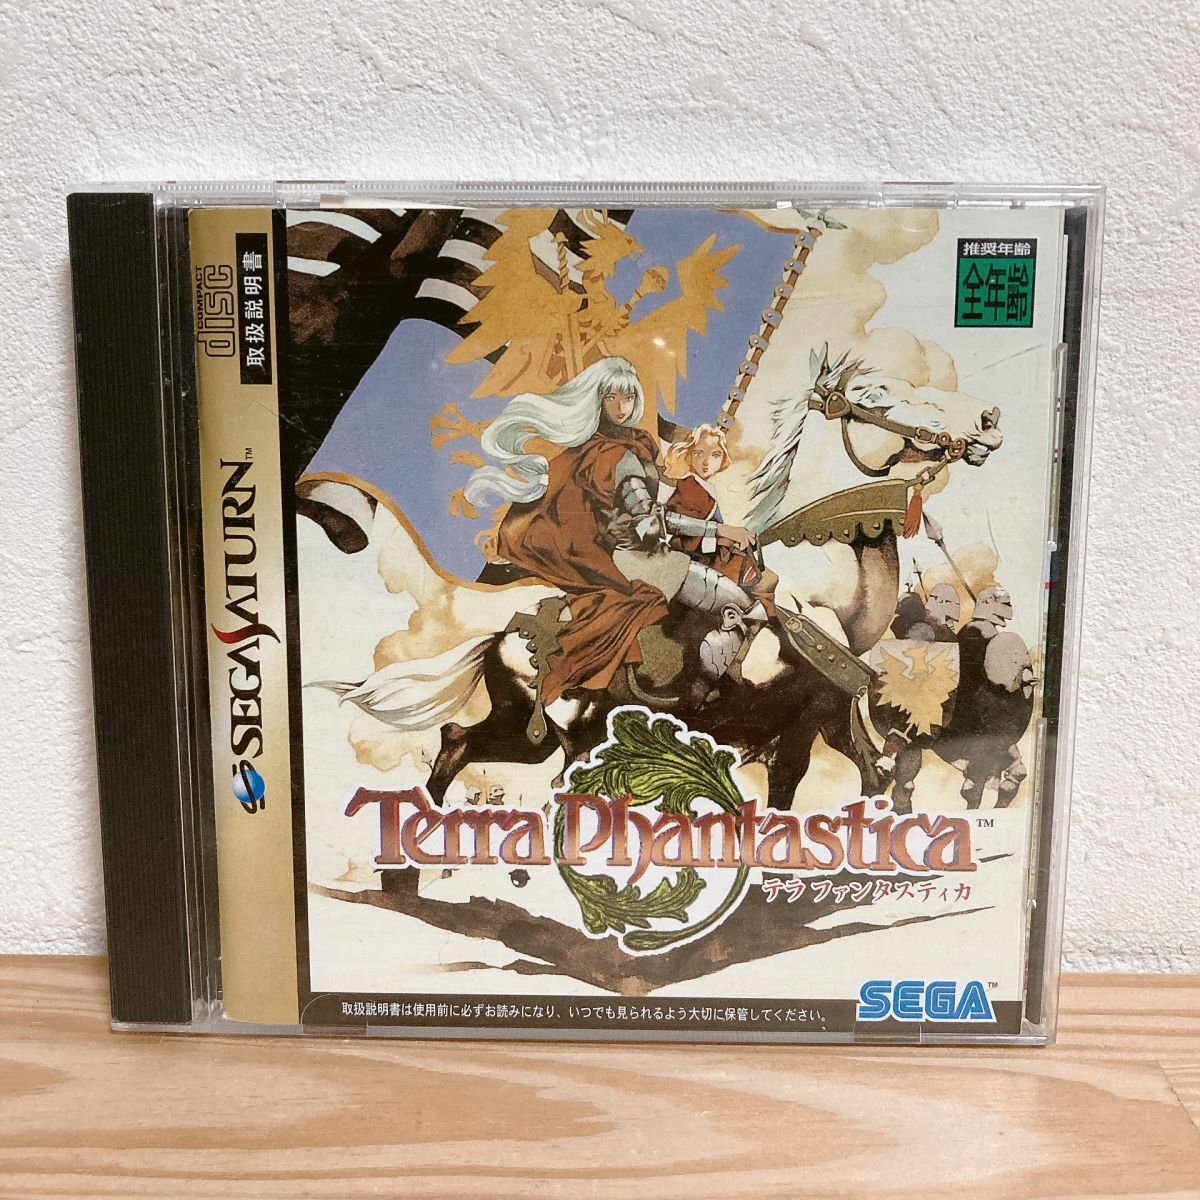 COMPACT
disc
取扱説明書
SEGA SATURN™
推奨年齢
全年齢
Terra Phantastica™
テラ ファンタスティカ
取扱説明書は使用前に必ずお読みになり、いつでも見られるよう大切に保管してください。
SEGA™